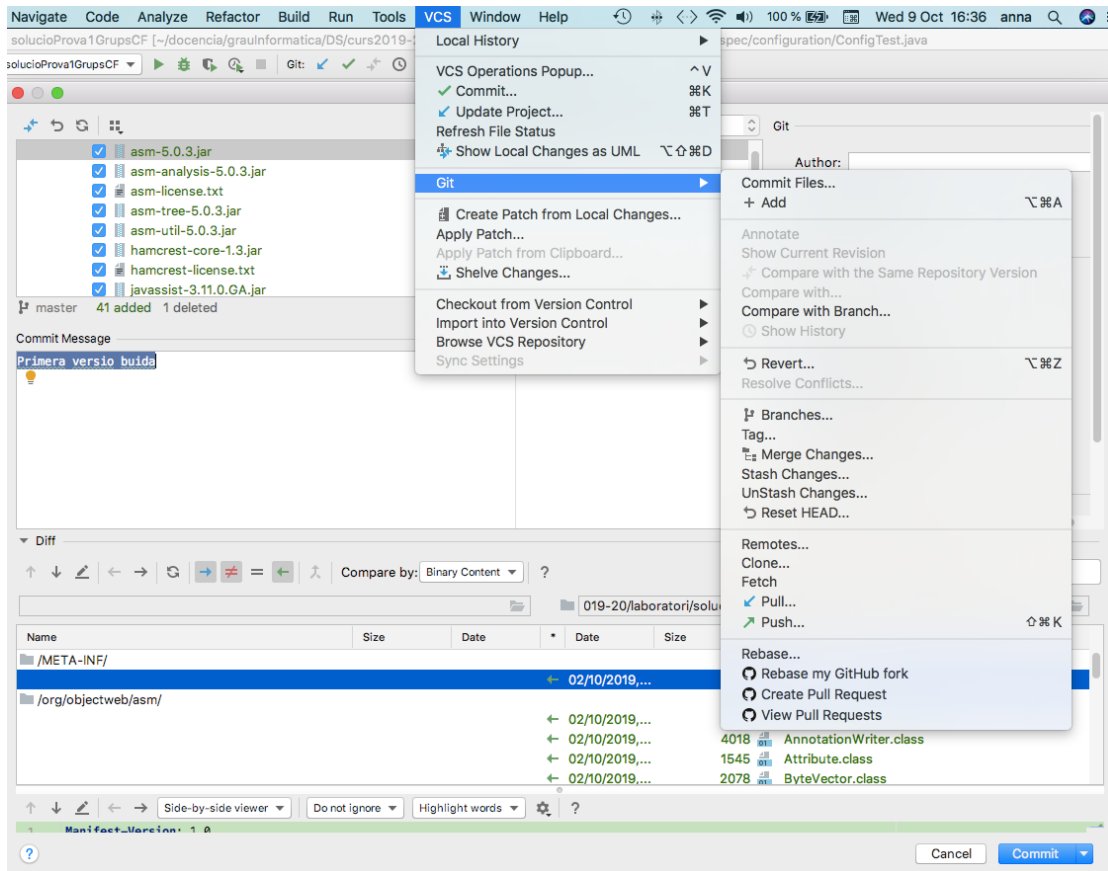 Navigate Code Analyze Refactor Build Run Tools VCS Window Help 100 % Wed 9 Oct 16:36 anna
solucioProva1GrupsCF [~/docencia/grauInformatica/DS/curs2019-
spec/configuration/ConfigTest.java
solucioProva1GrupsCF Git:
Local History
VCS Operations Popup... ^V
Commit... ⌘K
Update Project... ⌘T
Refresh File Status
Show Local Changes as UML ⌥⇧⌘D
Git
Create Patch from Local Changes...
Apply Patch...
Apply Patch from Clipboard...
Shelve Changes...
Checkout from Version Control
Import into Version Control
Browse VCS Repository
Sync Settings
Git
Author:
Commit Files...
+ Add ⌥⌘A
Annotate
Show Current Revision
Compare with the Same Repository Version
Compare with...
Compare with Branch...
Show History
Revert... ⌥⌘Z
Resolve Conflicts...
Branches...
Tag...
Merge Changes...
Stash Changes...
UnStash Changes...
Reset HEAD...
Remotes...
Clone...
Fetch
Pull...
Push... ⇧⌘K
Rebase...
Rebase my GitHub fork
Create Pull Request
View Pull Requests
asm-5.0.3.jar
asm-analysis-5.0.3.jar
asm-license.txt
asm-tree-5.0.3.jar
asm-util-5.0.3.jar
hamcrest-core-1.3.jar
hamcrest-license.txt
javassist-3.11.0.GA.jar
master 41 added 1 deleted
Commit Message
Primera versio buida
Diff
Compare by: Binary Content ?
019-20/laboratori/solu
Name Size Date * Date Size
/META-INF/
02/10/2019,...
/org/objectweb/asm/
02/10/2019,...
02/10/2019,... 4018 AnnotationWriter.class
02/10/2019,... 1545 Attribute.class
02/10/2019,... 2078 ByteVector.class
Side-by-side viewer Do not ignore Highlight words ?
1 Manifest-Version: 1.0
? Cancel Commit